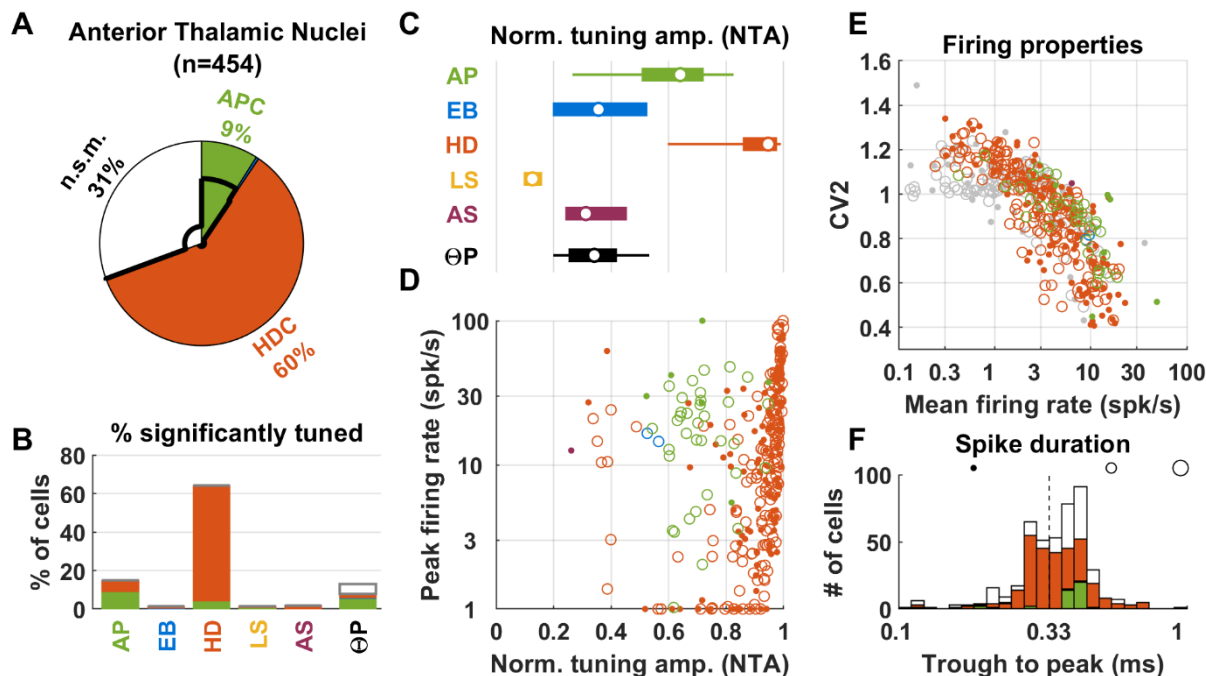 A
Anterior Thalamic Nuclei
(n=454)
APC
9%
n.s.m.
31%
HDC
60%
B
% significantly tuned
80
60
40
20
0
% of cells
AP
EB
HD
LS
AS
ΘP
C
Norm. tuning amp. (NTA)
AP
EB
HD
LS
AS
ΘP
D
100
30
10
3
1
Peak firing rate (spk/s)
0
0.2
0.4
0.6
0.8
1
Norm. tuning amp. (NTA)
E
Firing properties
1.6
1.4
1.2
1
0.8
0.6
0.4
CV2
0.1
0.3
1
3
10
30
100
Mean firing rate (spk/s)
F
Spike duration
100
50
0
# of cells
0.1
0.33
1
Trough to peak (ms)